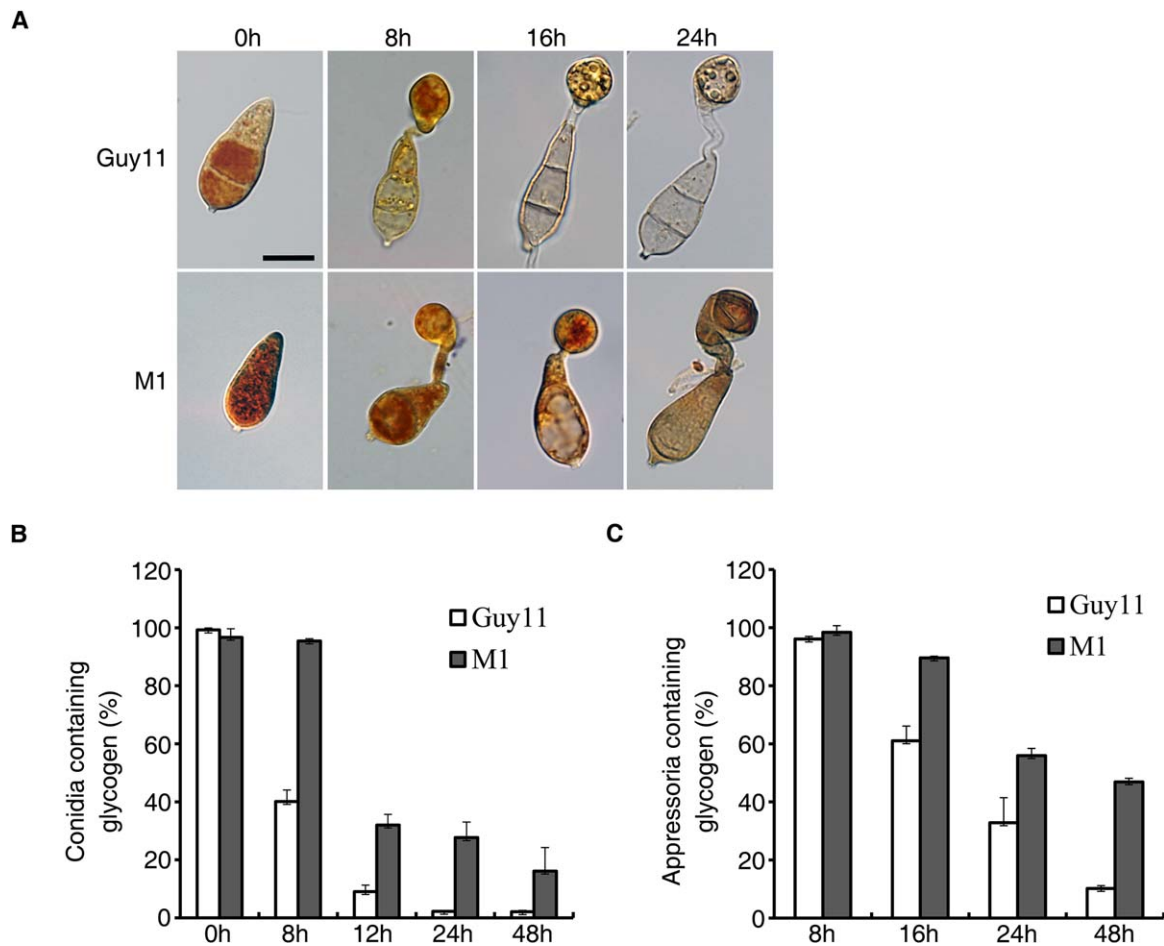 A
0h 8h 16h 24h
Guy11
M1
B
Conidia containing
glycogen (%)
120
100
80
60
40
20
0
Guy11
M1
0h 8h 12h 24h 48h
C
Appressoria containing
glycogen (%)
120
100
80
60
40
20
0
Guy11
M1
8h 16h 24h 48h